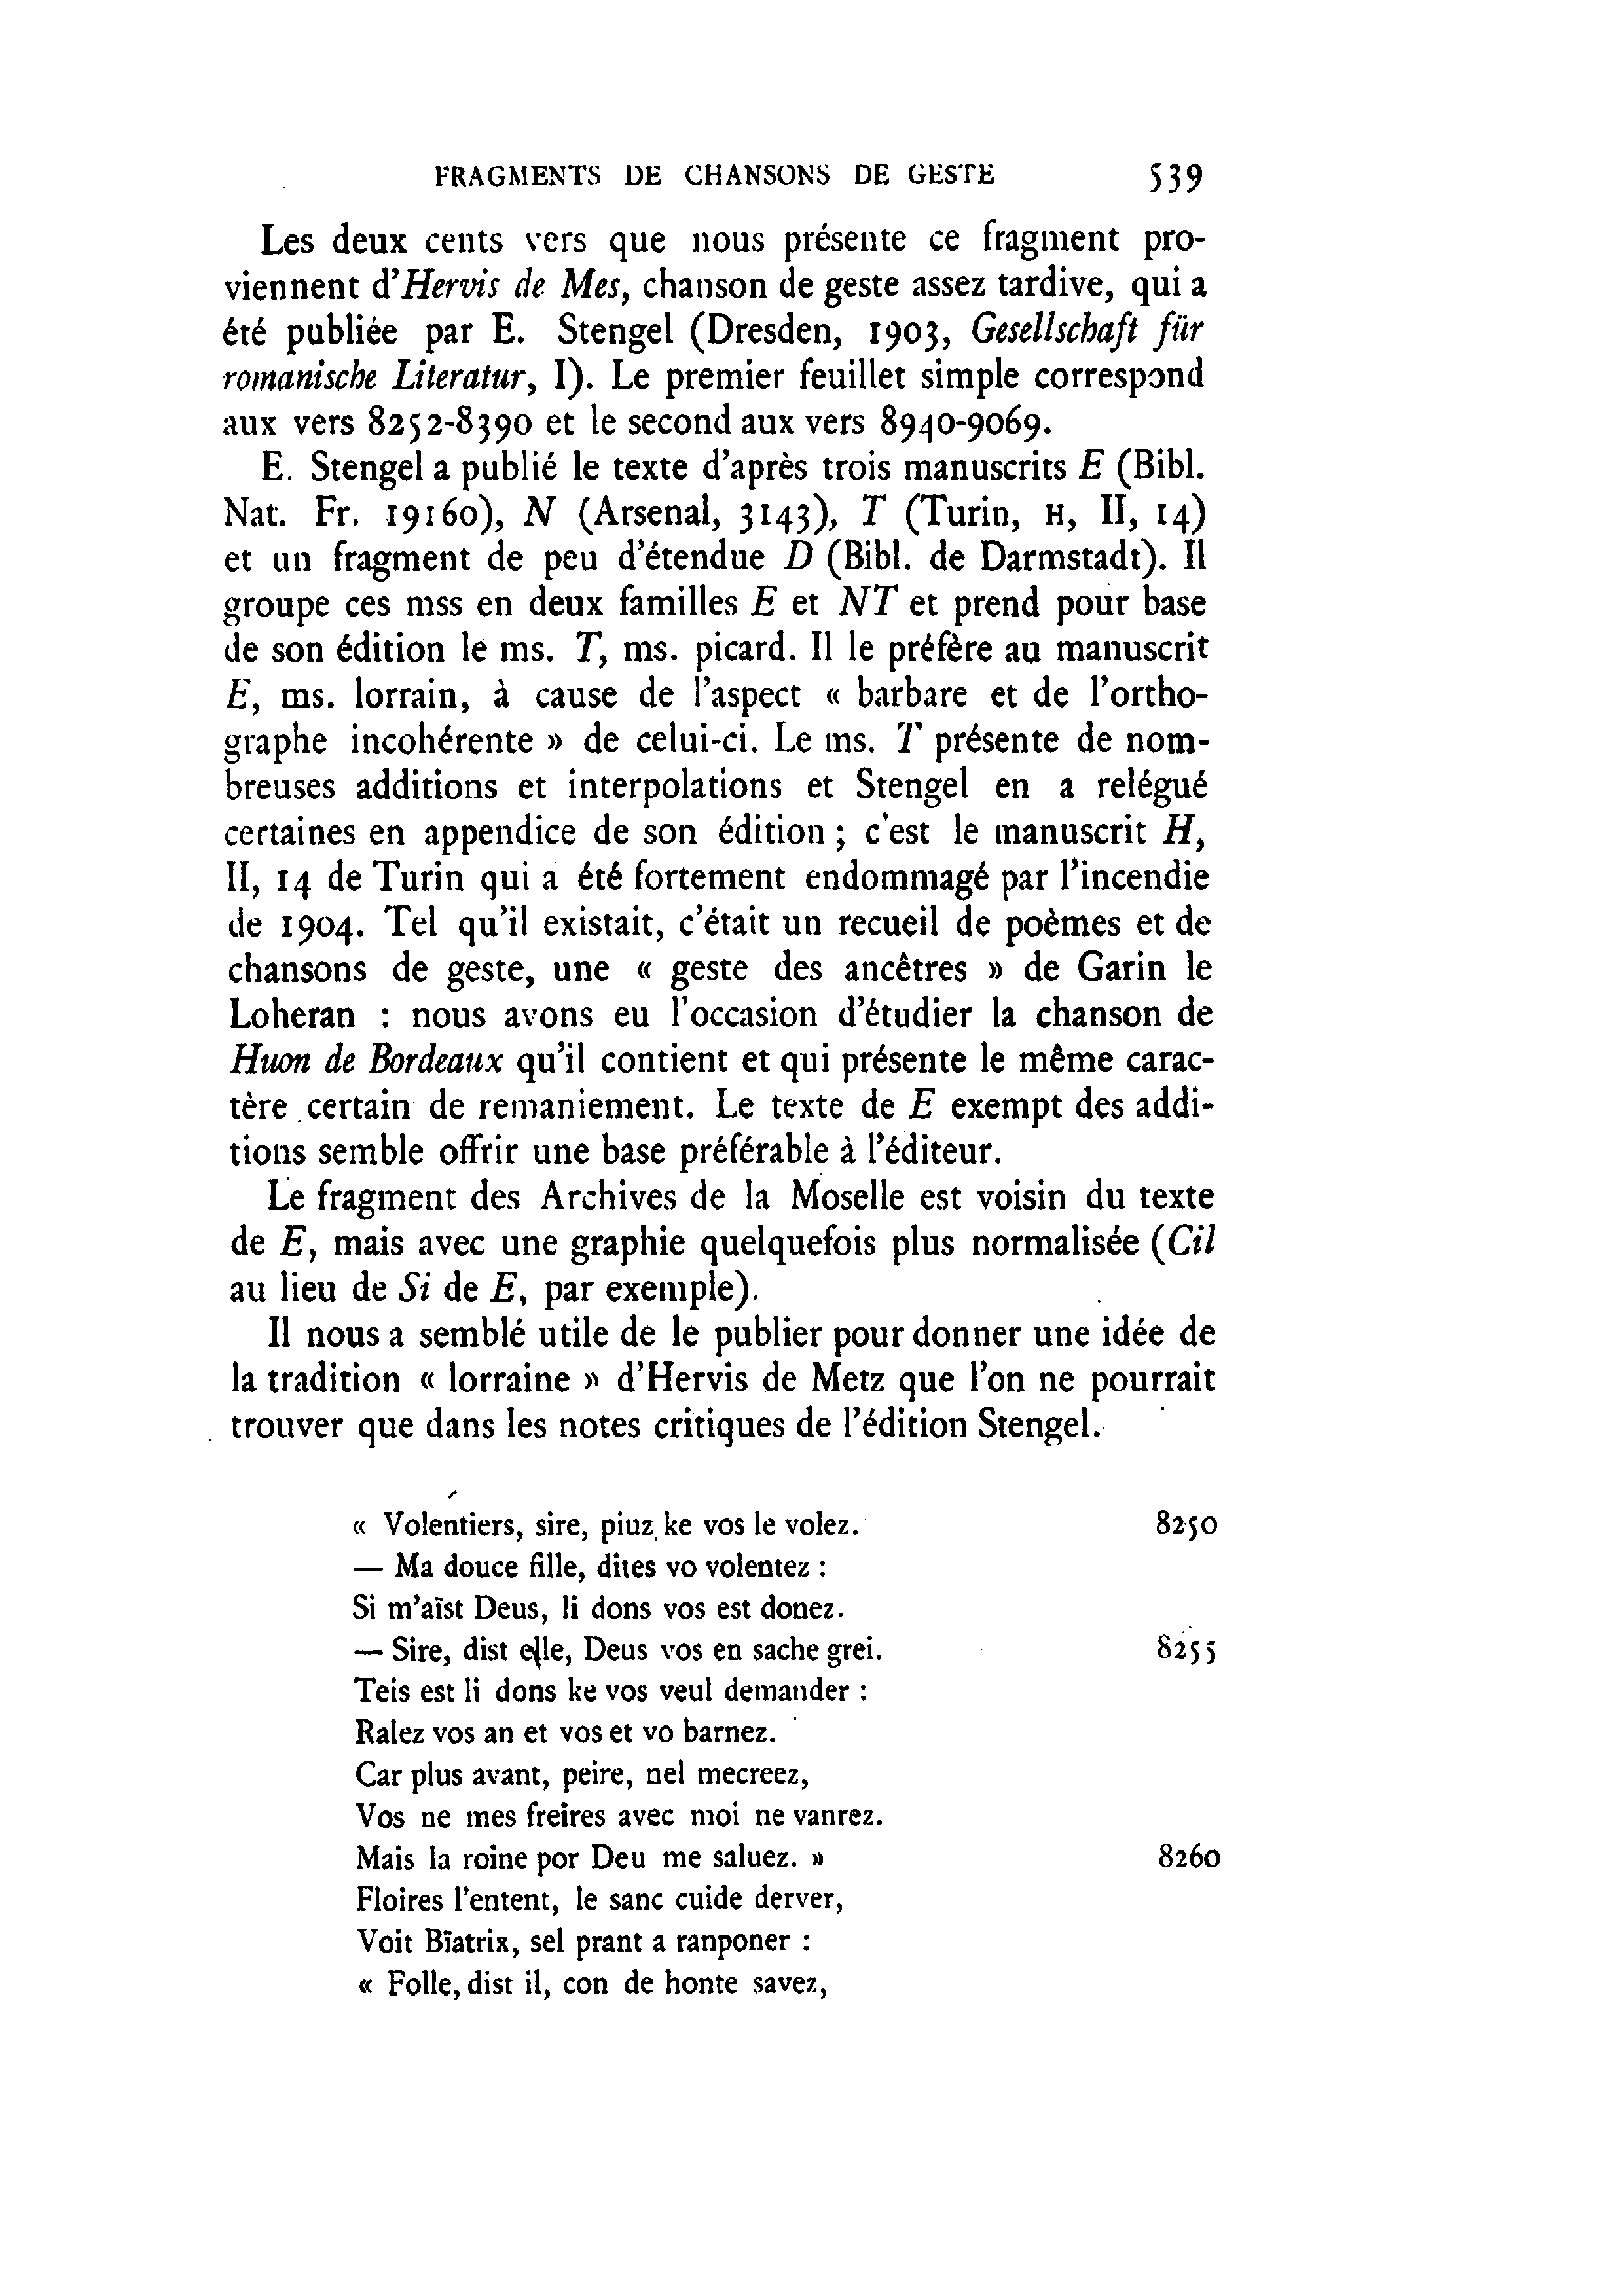 FRAGMENTS DE CHANSONS DE GESTE 539
Les deux cents vers que nous présente ce fragment pro-
viennent d'Hervis de Mes, chanson de geste assez tardive, qui a
été publiée par E. Stengel (Dresden, 1903, Gesellschaft für
romanische Literatur, I). Le premier feuillet simple correspond
aux vers 8252-8390 et le second aux vers 8940-9069.
E. Stengel a publié le texte d'après trois manuscrits E (Bibl.
Nat. Fr. 19160), N (Arsenal, 3143), T (Turin, H, II, 14)
et un fragment de peu d'étendue D (Bibl. de Darmstadt). Il
groupe ces mss en deux familles E et NT et prend pour base
de son édition le ms. T, ms. picard. Il le préfère au manuscrit
E, ms. lorrain, à cause de l'aspect « barbare et de l'ortho-
graphe incohérente » de celui-ci. Le ms. T présente de nom-
breuses additions et interpolations et Stengel en a relégué
certaines en appendice de son édition ; c'est le manuscrit H,
II, 14 de Turin qui a été fortement endommagé par l'incendie
de 1904. Tel qu'il existait, c'était un recueil de poèmes et de
chansons de geste, une « geste des ancêtres » de Garin le
Loheran : nous avons eu l'occasion d'étudier la chanson de
Huon de Bordeaux qu'il contient et qui présente le même carac-
tère certain de remaniement. Le texte de E exempt des addi-
tions semble offrir une base préférable à l'éditeur.
Le fragment des Archives de la Moselle est voisin du texte
de E, mais avec une graphie quelquefois plus normalisée (Cil
au lieu de Si de E, par exemple).
Il nous a semblé utile de le publier pour donner une idée de
la tradition « lorraine » d'Hervis de Metz que l'on ne pourrait
trouver que dans les notes critiques de l'édition Stengel.
« Volentiers, sire, piuz ke vos le volez. 8250
— Ma douce fille, dites vo volentez :
Si m'aïst Deus, li dons vos est donez.
— Sire, dist elle, Deus vos en sache grei. 8255
Teis est li dons ke vos veul demander :
Ralez vos an et vos et vo barnez.
Car plus avant, peire, nel mecreez,
Vos ne mes freires avec moi ne vanrez.
Mais la roine por Deu me saluez. » 8260
Floires l'entent, le sanc cuide derver,
Voit Bïatrix, sel prant a ranponer :
« Folle, dist il, con de honte savez,